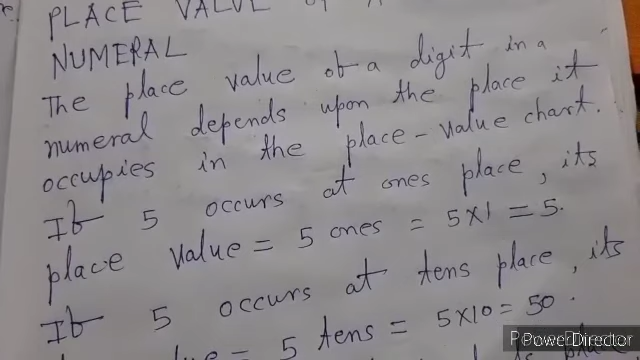 PLACE VALUE of A
NUMERAL
The place value of a digit in a
numeral depends upon the place it
occupies in the place-value chart.
If 5 occurs at ones place, its
place value = 5 ones = 5×1 = 5.
If 5 occurs at tens place, its
5 tens = 5×10 = 50.
PowerDirector